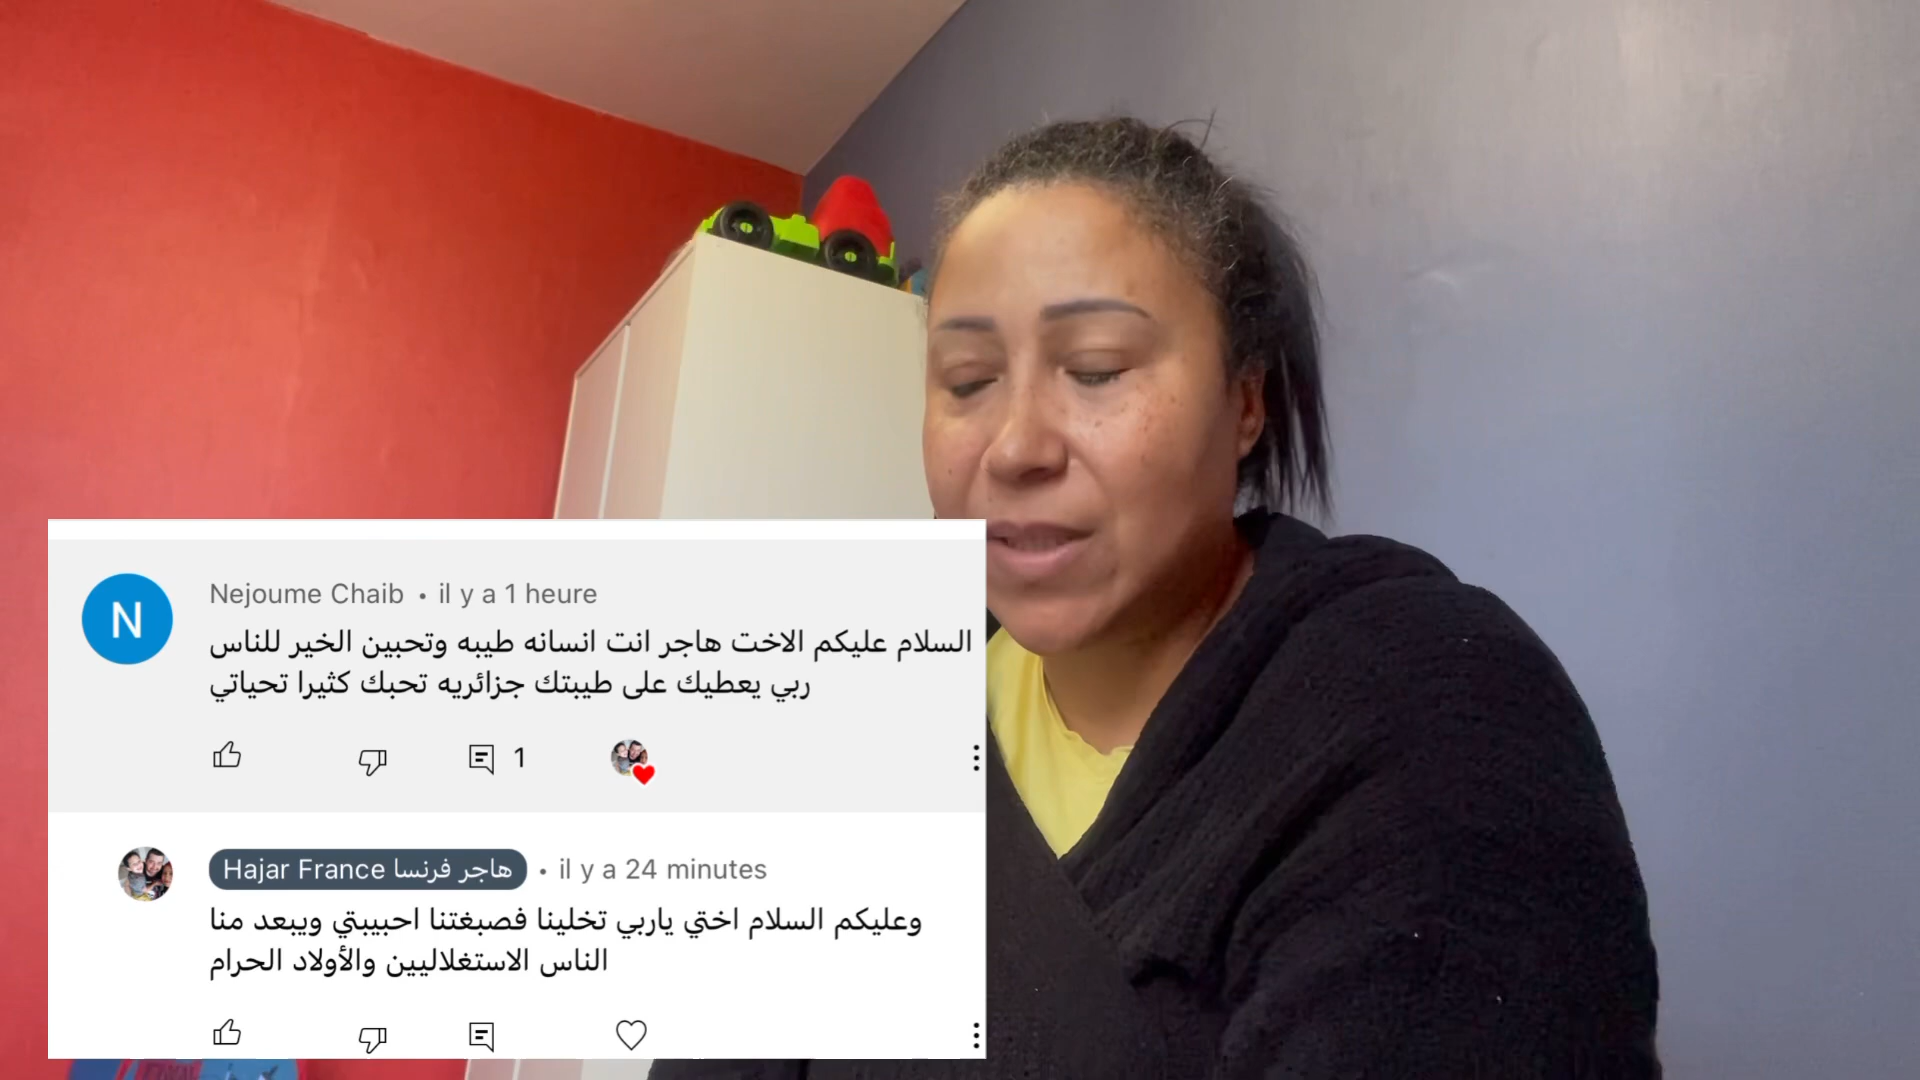 N
Nejoume Chaib • il y a 1 heure
السلام عليكم الاخت هاجر انت انسانه طيبه وتحبين الخير للناس
ربي يعطيك على طيبتك جزائريه تحبك كثيرا تحياتي
1
Hajar France هاجر فرنسا • il y a 24 minutes
وعليكم السلام اختي ياربي تخلينا فصبغتنا احبيبتي ويبعد منا
الناس الاستغلاليين والأولاد الحرام